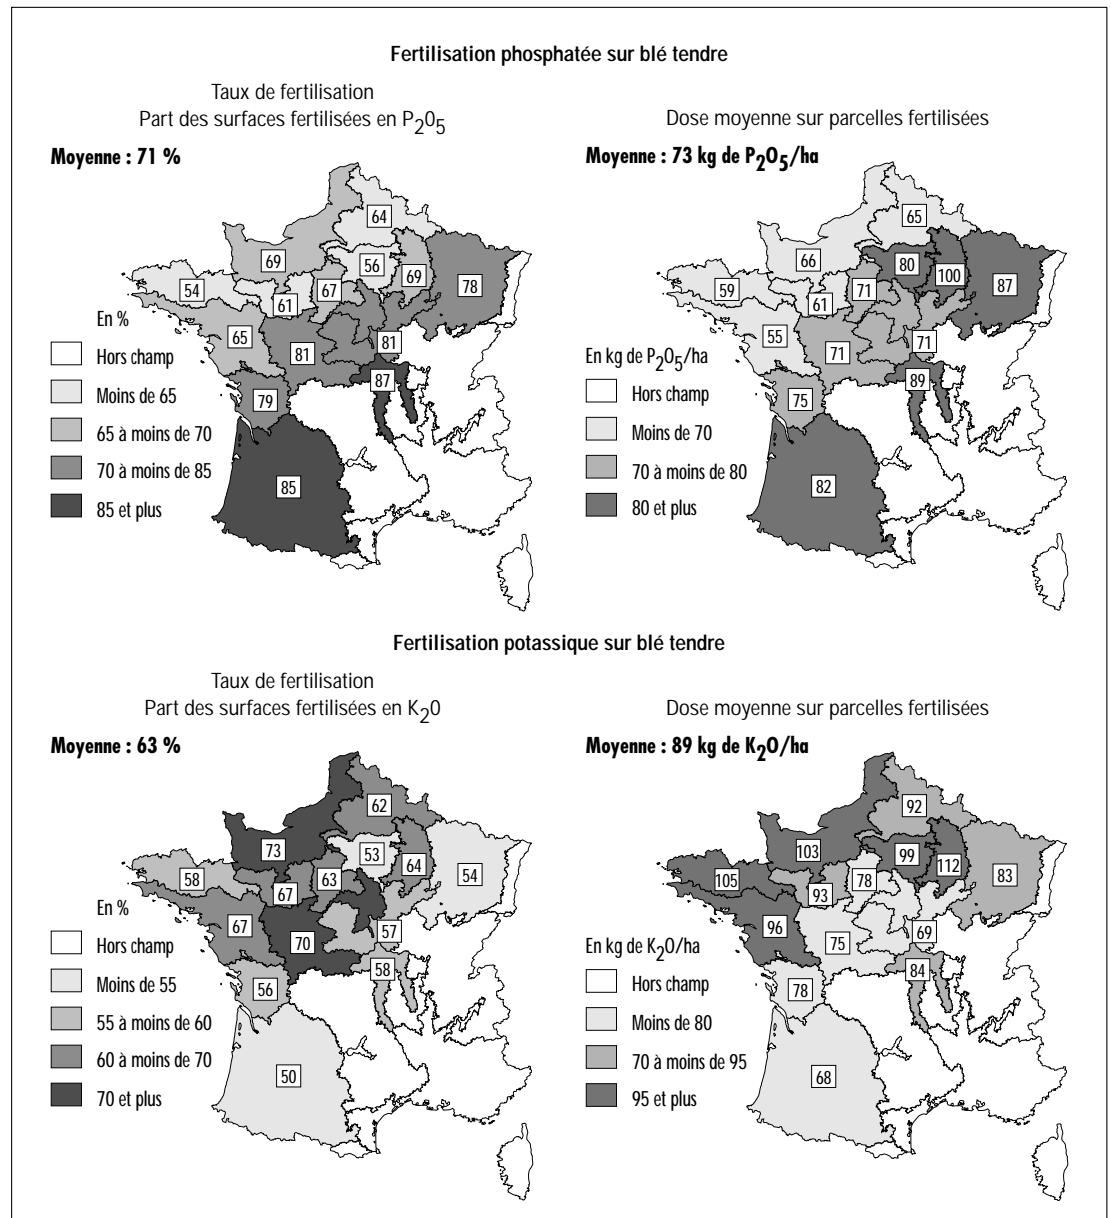 Fertilisation phosphatée sur blé tendre
Taux de fertilisation
Part des surfaces fertilisées en P205
Moyenne : 71 %
64
69
56
69
78
54
61
67
65
81
81
87
79
85
En %
Hors champ
Moins de 65
65 à moins de 70
70 à moins de 85
85 et plus
Dose moyenne sur parcelles fertilisées
Moyenne : 73 kg de P2O5/ha
65
66
80
100
87
59
61
71
55
71
71
89
75
82
En kg de P2O5/ha
Hors champ
Moins de 70
70 à moins de 80
80 et plus
Fertilisation potassique sur blé tendre
Taux de fertilisation
Part des surfaces fertilisées en K20
Moyenne : 63 %
62
73
53
64
54
58
67
63
67
70
57
58
56
50
En %
Hors champ
Moins de 55
55 à moins de 60
60 à moins de 70
70 et plus
Dose moyenne sur parcelles fertilisées
Moyenne : 89 kg de K2O/ha
92
103
99
112
83
105
93
78
96
75
69
84
78
68
En kg de K2O/ha
Hors champ
Moins de 80
70 à moins de 95
95 et plus